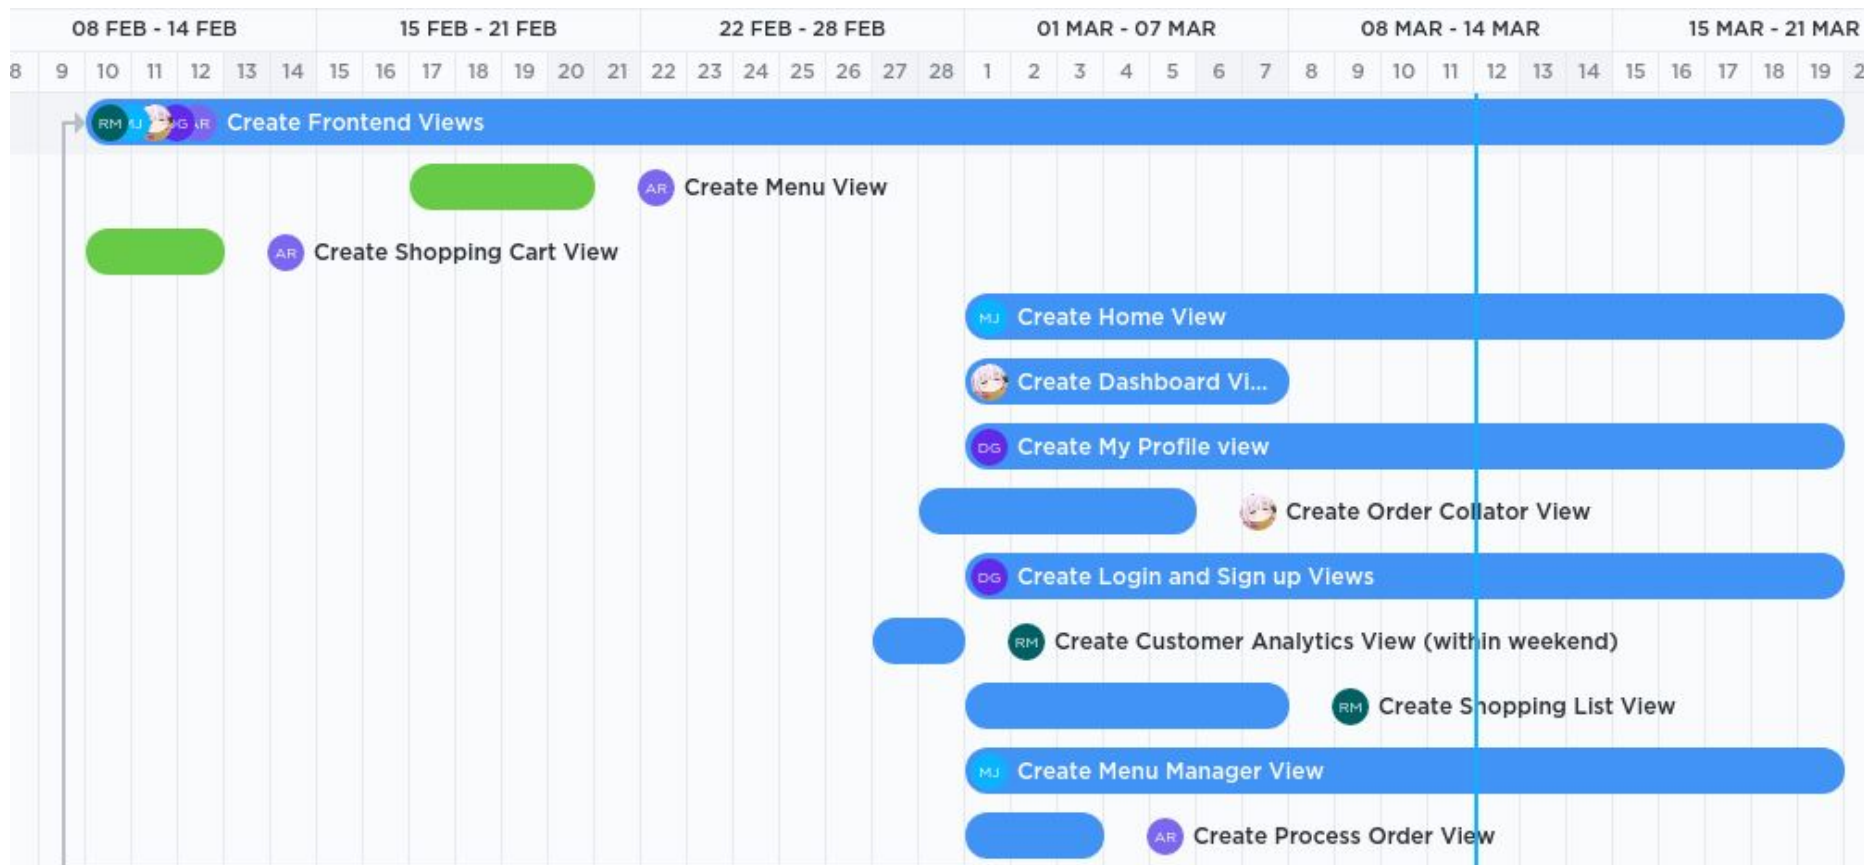 08 FEB - 14 FEB 15 FEB - 21 FEB 22 FEB - 28 FEB 01 MAR - 07 MAR 08 MAR - 14 MAR 15 MAR - 21 MAR
8 9 10 11 12 13 14 15 16 17 18 19 20 21 22 23 24 25 26 27 28 1 2 3 4 5 6 7 8 9 10 11 12 13 14 15 16 17 18 19 2
RM MJ G AR Create Frontend Views
AR Create Menu View
AR Create Shopping Cart View
MJ Create Home View
Create Dashboard Vi...
DG Create My Profile view
Create Order Collator View
DG Create Login and Sign up Views
RM Create Customer Analytics View (within weekend)
RM Create Shopping List View
MJ Create Menu Manager View
AR Create Process Order View